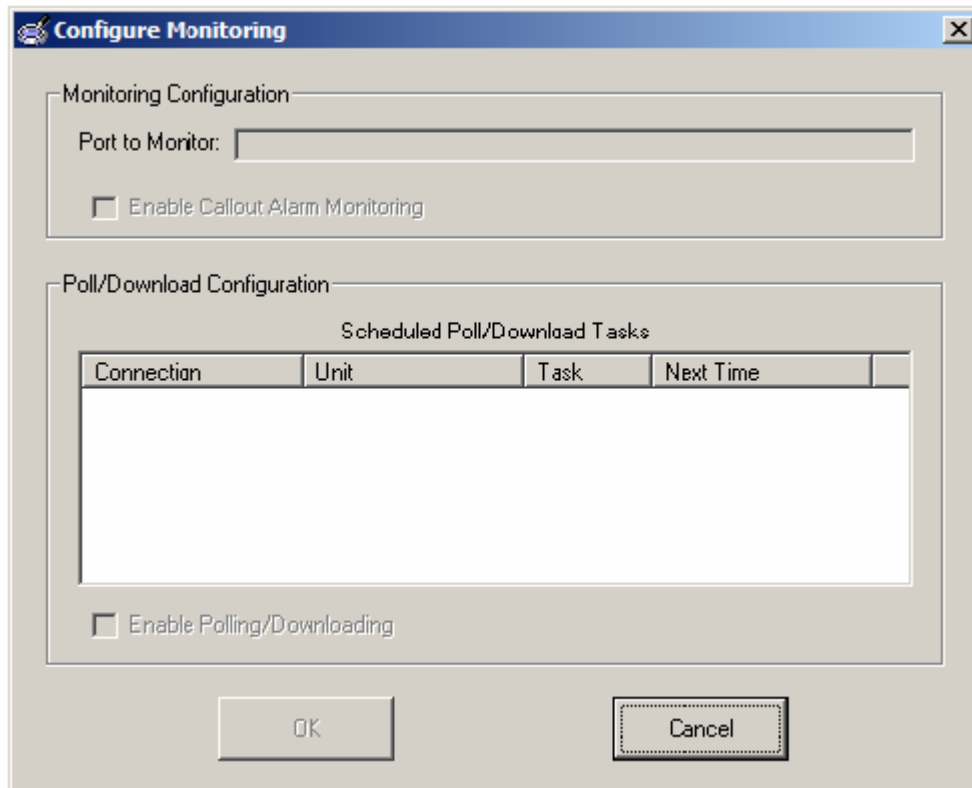 Configure Monitoring
Monitoring Configuration
Port to Monitor:
Enable Callout Alarm Monitoring
Poll/Download Configuration
Scheduled Poll/Download Tasks
Connection Unit Task Next Time
Enable Polling/Downloading
OK Cancel